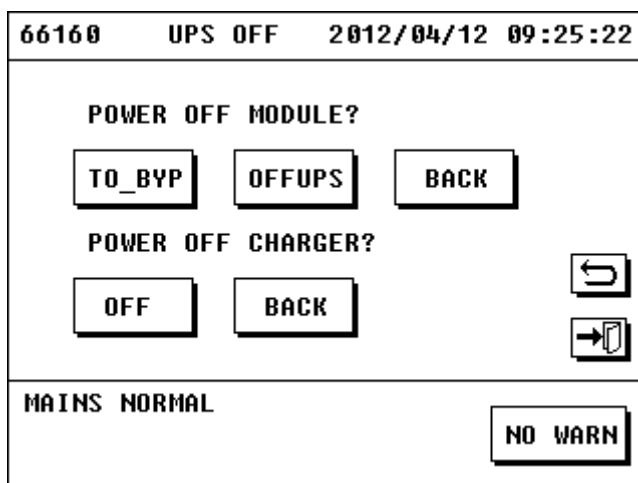 66160 UPS OFF 2012/04/12 09:25:22
POWER OFF MODULE?
TO_BYP OFFUPS BACK
POWER OFF CHARGER?
OFF BACK
MAINS NORMAL
NO WARN